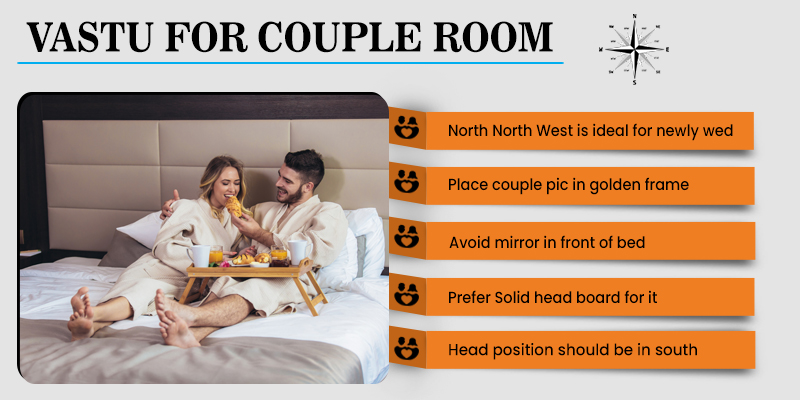 VASTU FOR COUPLE ROOM
N
W
E
S
North North West is ideal for newly wed
Place couple pic in golden frame
Avoid mirror in front of bed
Prefer Solid head board for it
Head position should be in south